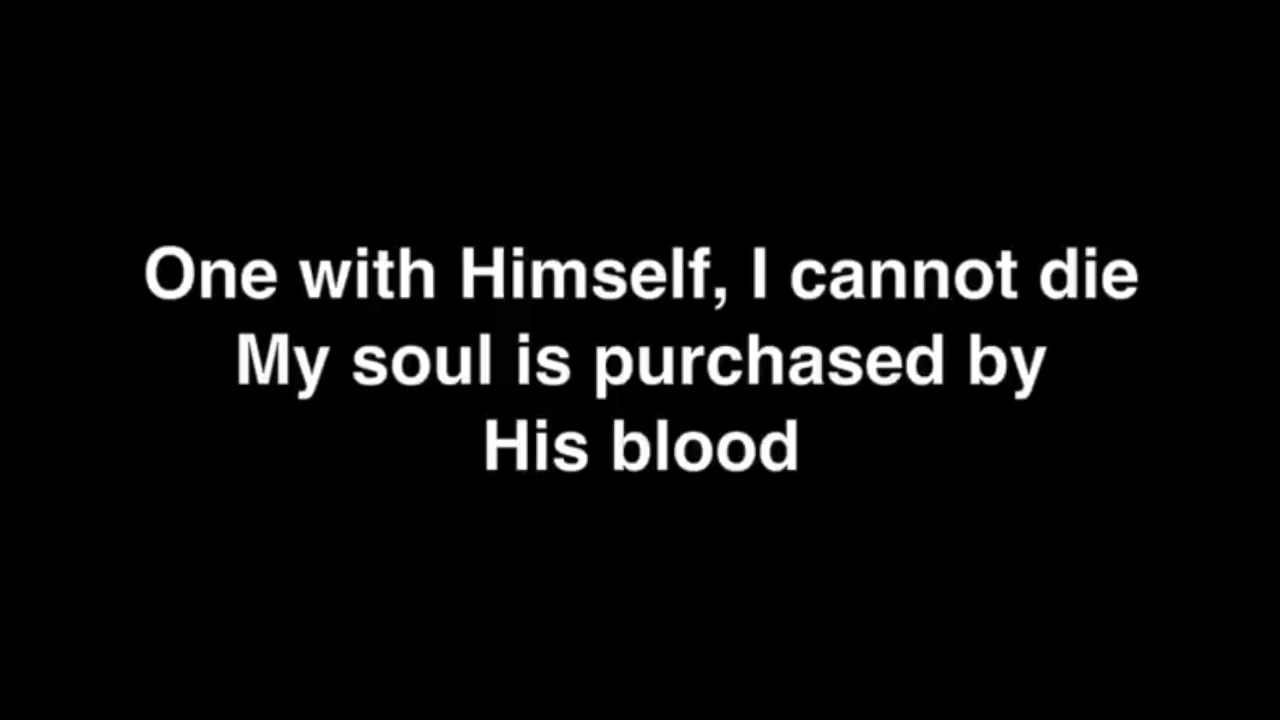 One with Himself, I cannot die
My soul is purchased by
His blood